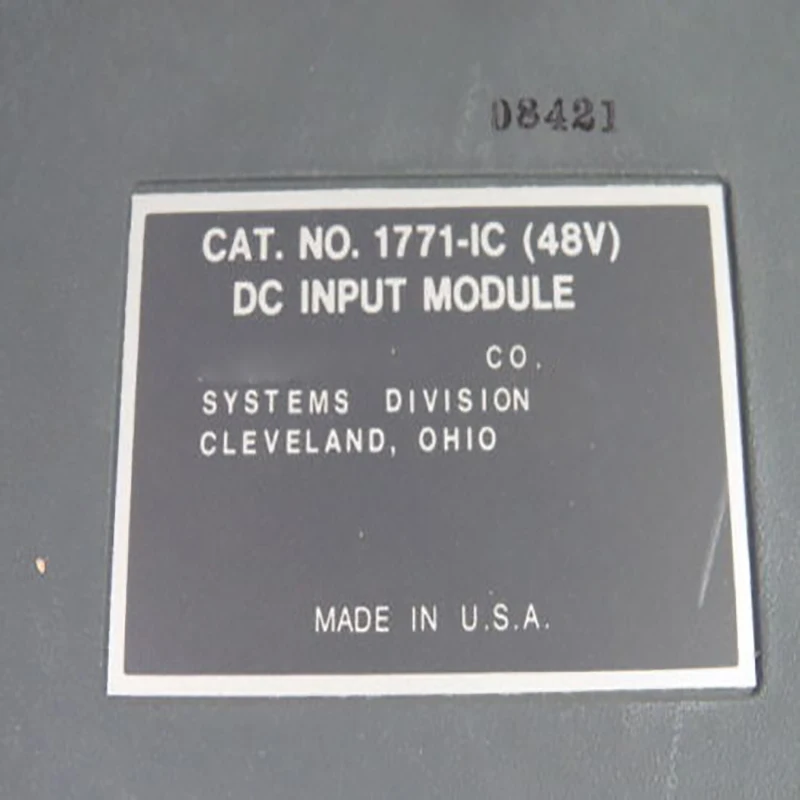 08421
CAT. NO. 1771-IC (48V)
DC INPUT MODULE
CO.
SYSTEMS DIVISION
CLEVELAND, OHIO
MADE IN U.S.A.